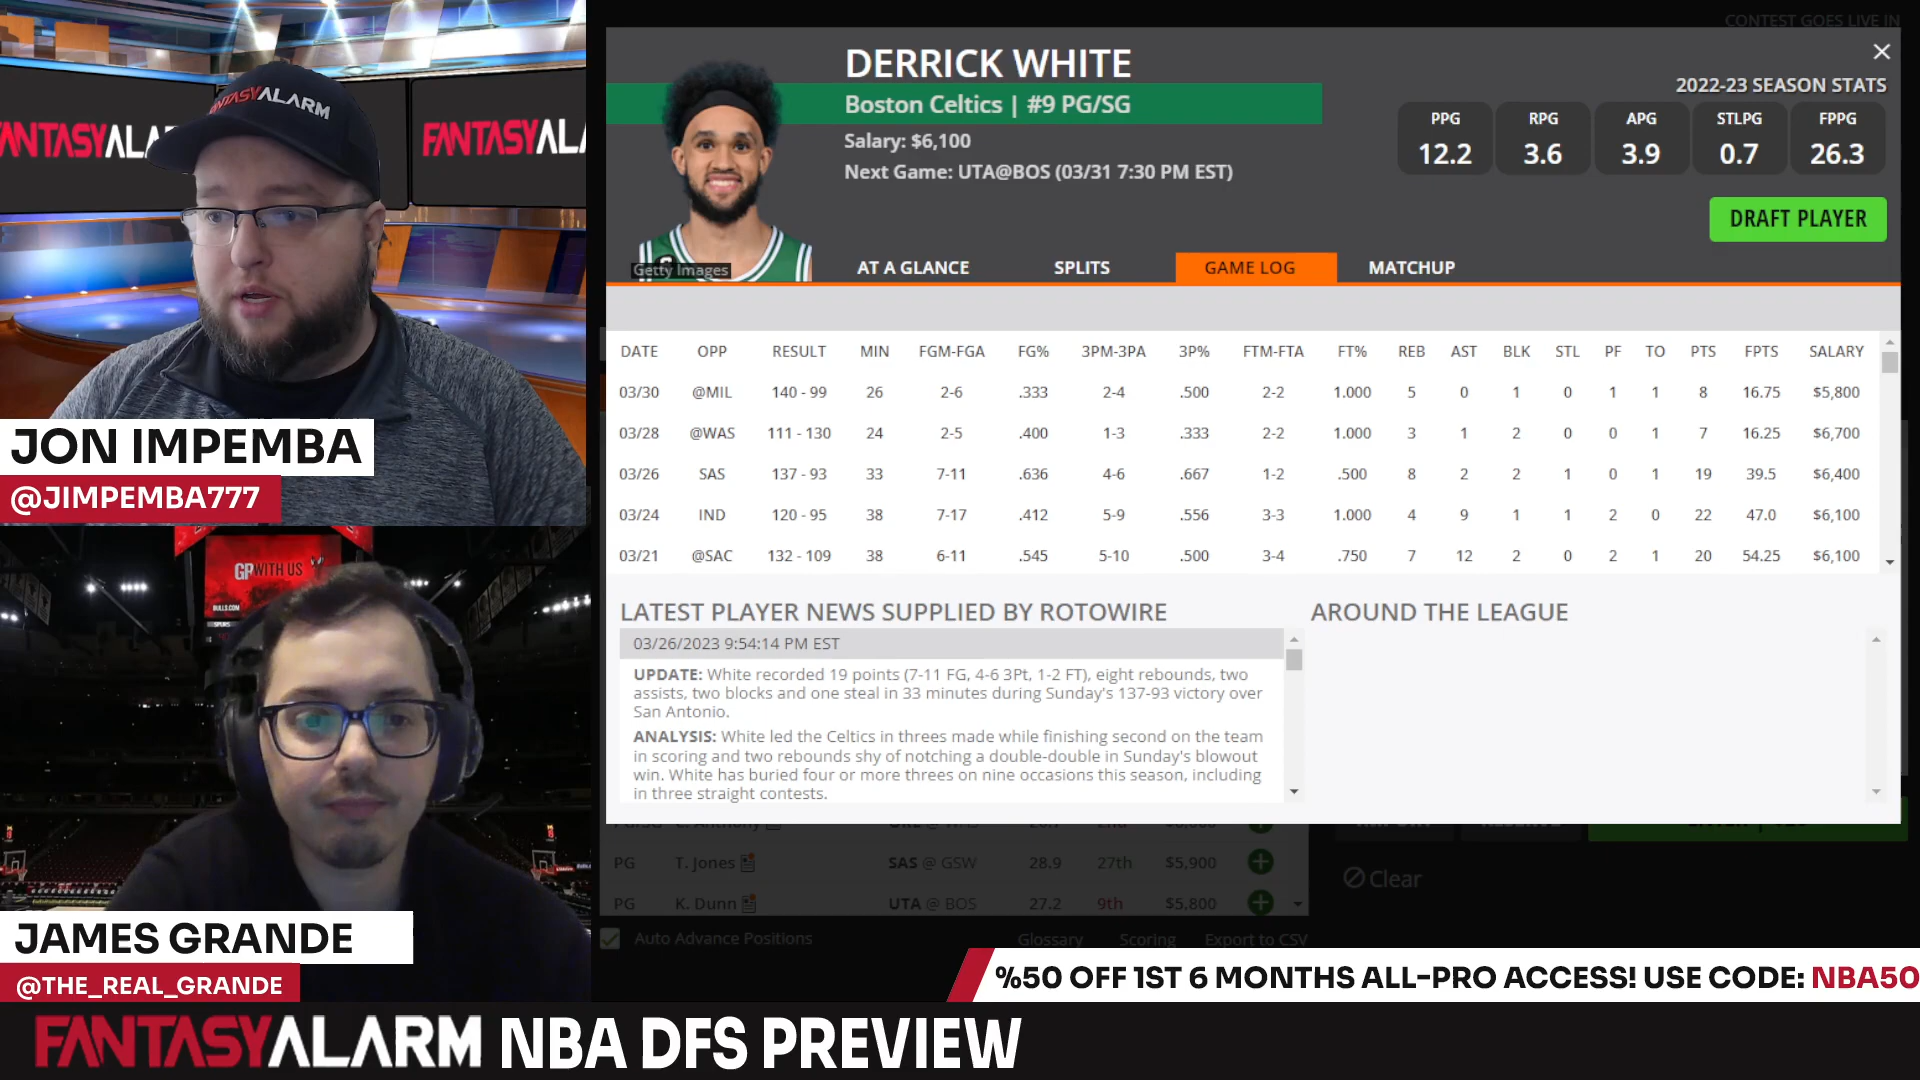 CONTEST GOES LIVE IN
FANTASYALARM
FANTASYAL
FANTASYAL
DERRICK WHITE
Boston Celtics | #9 PG/SG
Salary: $6,100
Next Game: UTA@BOS (03/31 7:30 PM EST)
Getty Images
2022-23 SEASON STATS
PPG RPG APG STLPG FPPG
12.2 3.6 3.9 0.7 26.3
DRAFT PLAYER
AT A GLANCE SPLITS GAME LOG MATCHUP
DATE OPP RESULT MIN FGM-FGA FG% 3PM-3PA 3P% FTM-FTA FT% REB AST BLK STL PF TO PTS FPTS SALARY
03/30 @MIL 140 - 99 26 2-6 .333 2-4 .500 2-2 1.000 5 0 1 0 1 1 8 16.75 $5,800
03/28 @WAS 111 - 130 24 2-5 .400 1-3 .333 2-2 1.000 3 1 2 0 0 1 7 16.25 $6,700
03/26 SAS 137 - 93 33 7-11 .636 4-6 .667 1-2 .500 8 2 2 1 0 1 19 39.5 $6,400
03/24 IND 120 - 95 38 7-17 .412 5-9 .556 3-3 1.000 4 9 1 1 2 0 22 47.0 $6,100
03/21 @SAC 132 - 109 38 6-11 .545 5-10 .500 3-4 .750 7 12 2 0 2 1 20 54.25 $6,100
LATEST PLAYER NEWS SUPPLIED BY ROTOWIRE
03/26/2023 9:54:14 PM EST
UPDATE: White recorded 19 points (7-11 FG, 4-6 3Pt, 1-2 FT), eight rebounds, two
assists, two blocks and one steal in 33 minutes during Sunday's 137-93 victory over
San Antonio.
ANALYSIS: White led the Celtics in threes made while finishing second on the team
in scoring and two rebounds shy of notching a double-double in Sunday's blowout
win. White has buried four or more threes on nine occasions this season, including
in three straight contests.
AROUND THE LEAGUE
PG T. Jones SAS @ GSW 28.9 27th $5,900
PG K. Dunn UTA @ BOS 27.2 9th $5,800
Clear
Auto Advance Positions
Glossary Scoring Export to CSV
JON IMPEMBA
@JIMPEMBA777
GP WITH US
BULLS.COM
SPURS
JAMES GRANDE
@THE_REAL_GRANDE
%50 OFF 1ST 6 MONTHS ALL-PRO ACCESS! USE CODE: NBA50
FANTASYALARM NBA DFS PREVIEW